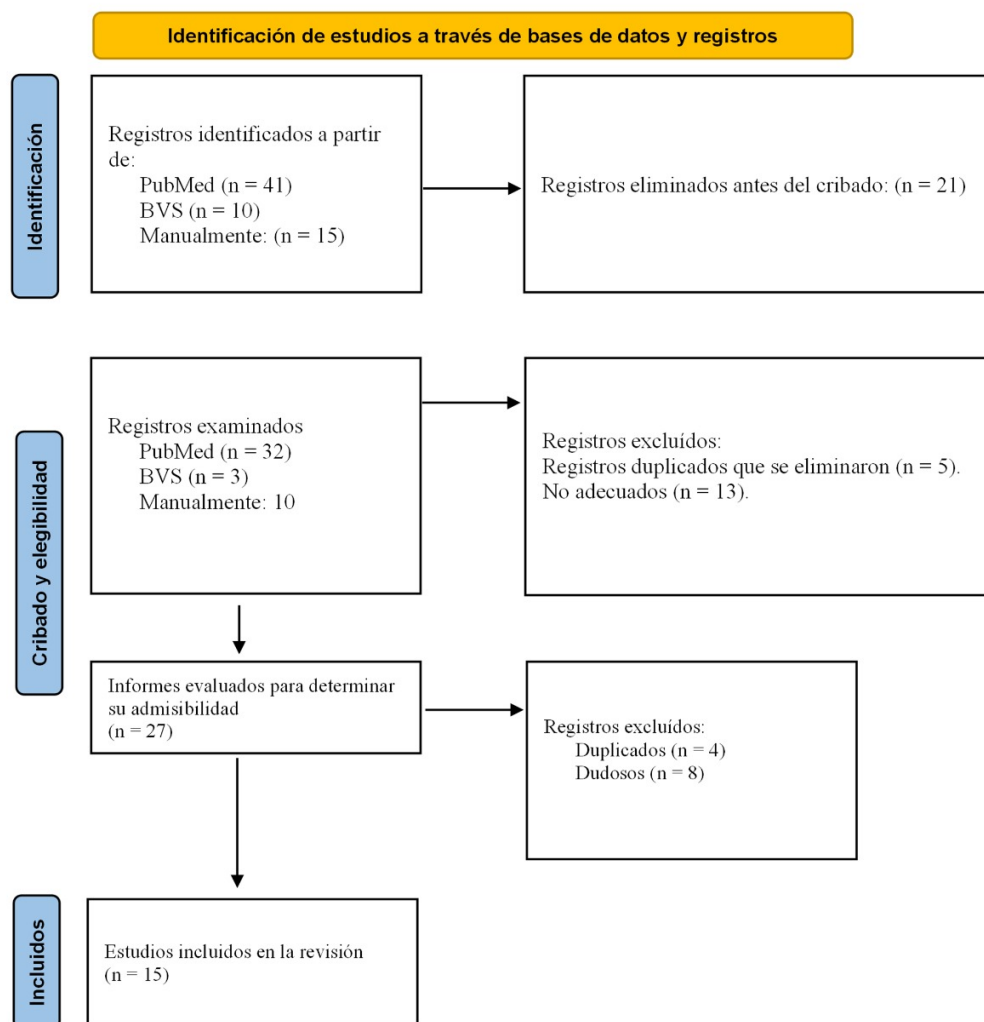 Identificación de estudios a través de bases de datos y registros
Identificación
Registros identificados a partir
de:
PubMed (n = 41)
BVS (n = 10)
Manualmente: (n = 15)
Registros eliminados antes del cribado: (n = 21)
Cribado y elegibilidad
Registros examinados
PubMed (n = 32)
BVS (n = 3)
Manualmente: 10
Registros excluídos:
Registros duplicados que se eliminaron (n = 5).
No adecuados (n = 13).
Informes evaluados para determinar
su admisibilidad
(n = 27)
Registros excluídos:
Duplicados (n = 4)
Dudosos (n = 8)
Incluidos
Estudios incluidos en la revisión
(n = 15)